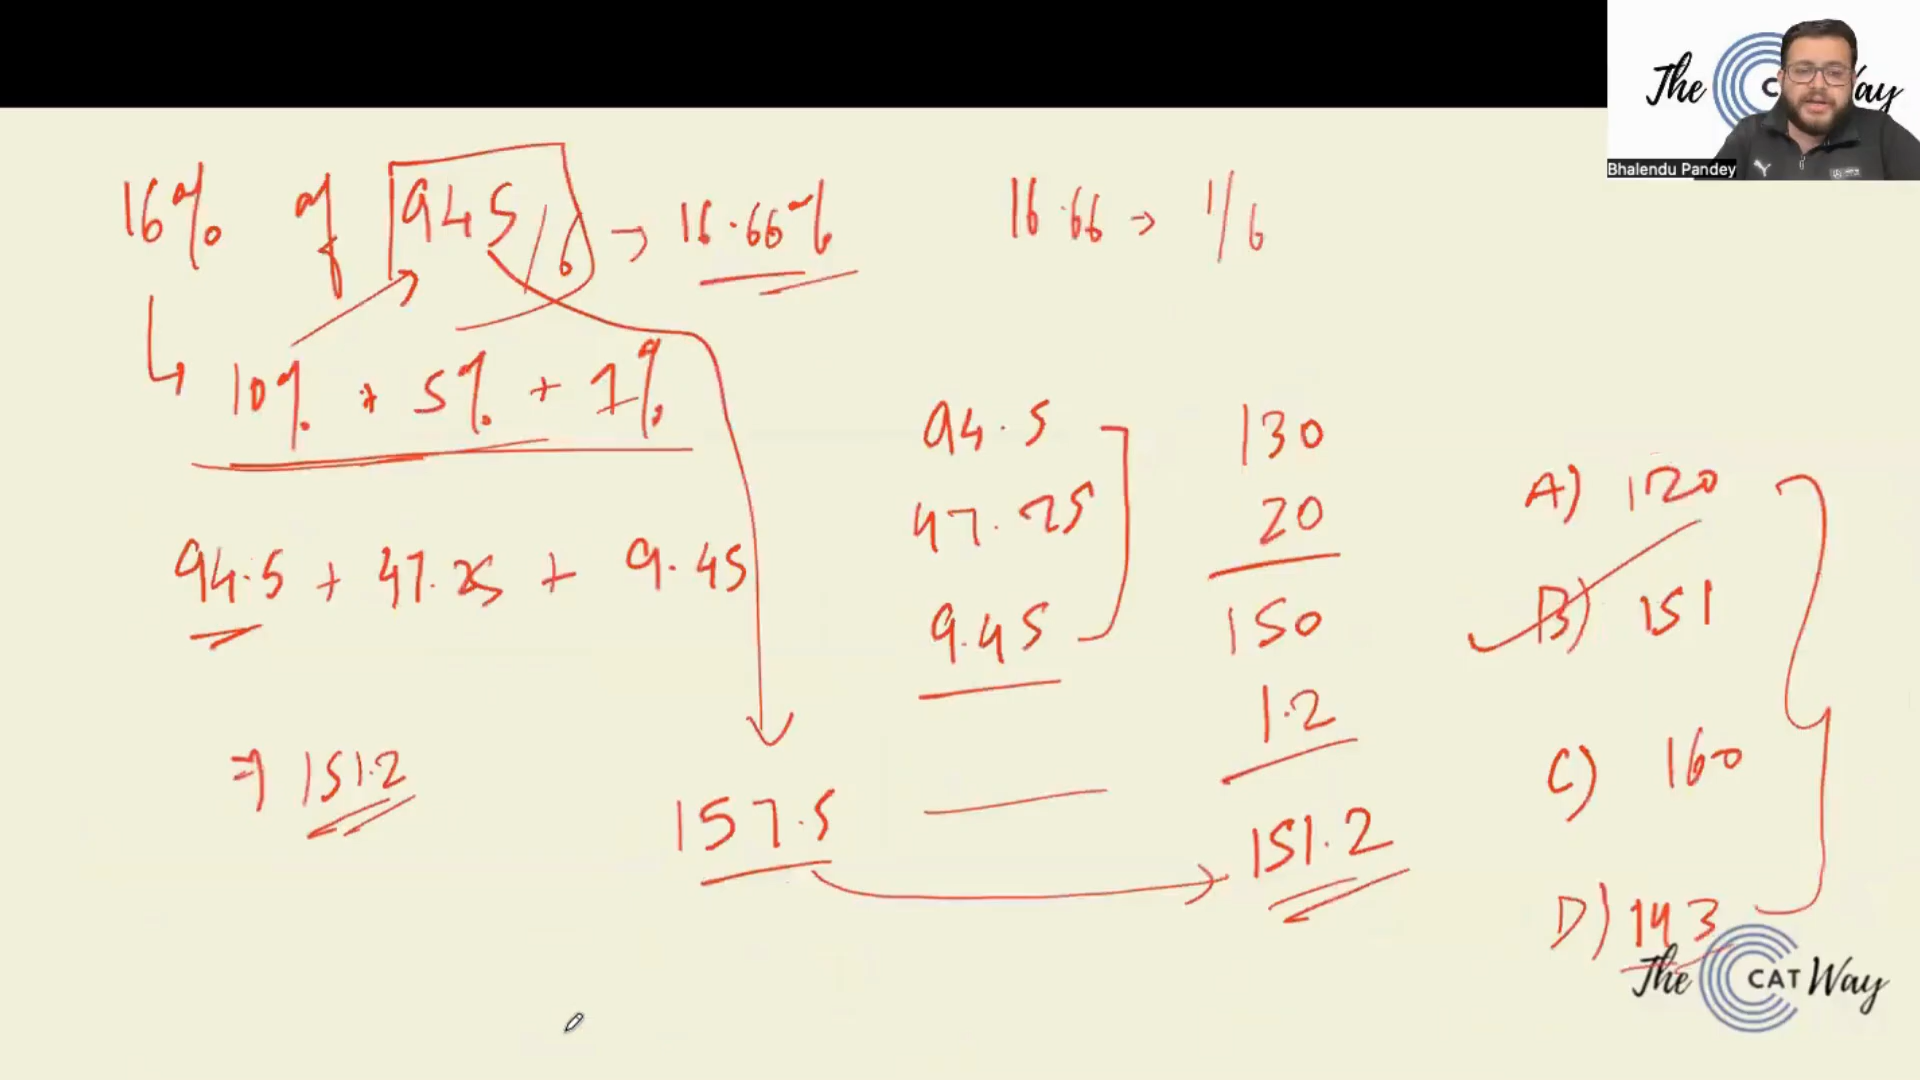 The C Way
Bhalendu Pandey
16% of 945/6 → 16.66%
16.66 → 1/6
10% + 5% + 1%
94.5 + 47.25 + 9.45
⇒ 151.2
157.5
94.5
47.25
9.45
130
20
150
1.2
151.2
A) 120
B) 151
C) 160
D) 143
The CAT Way